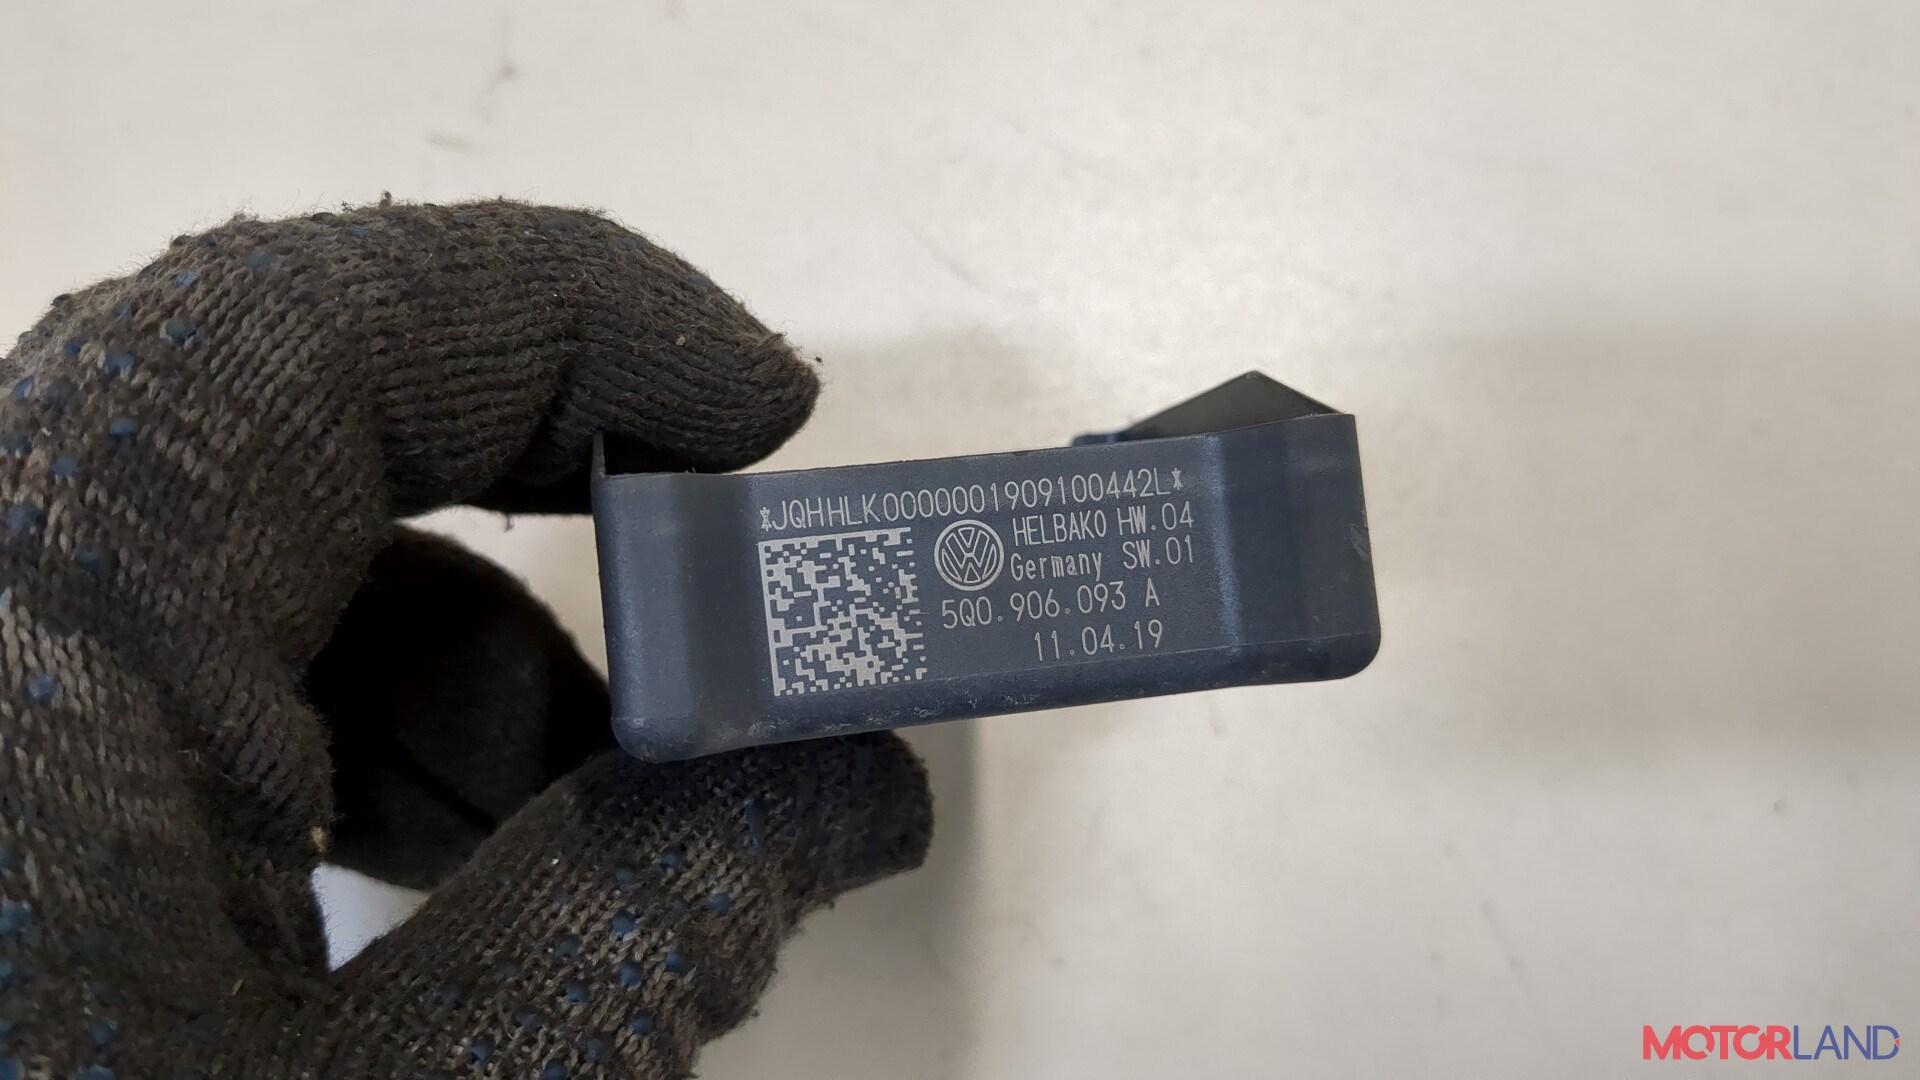 *JQHHLK0000001909100442L*
HELBAKO HW.04
Germany SW.01
5Q0.906.093 A
11.04.19
MOTORLAND